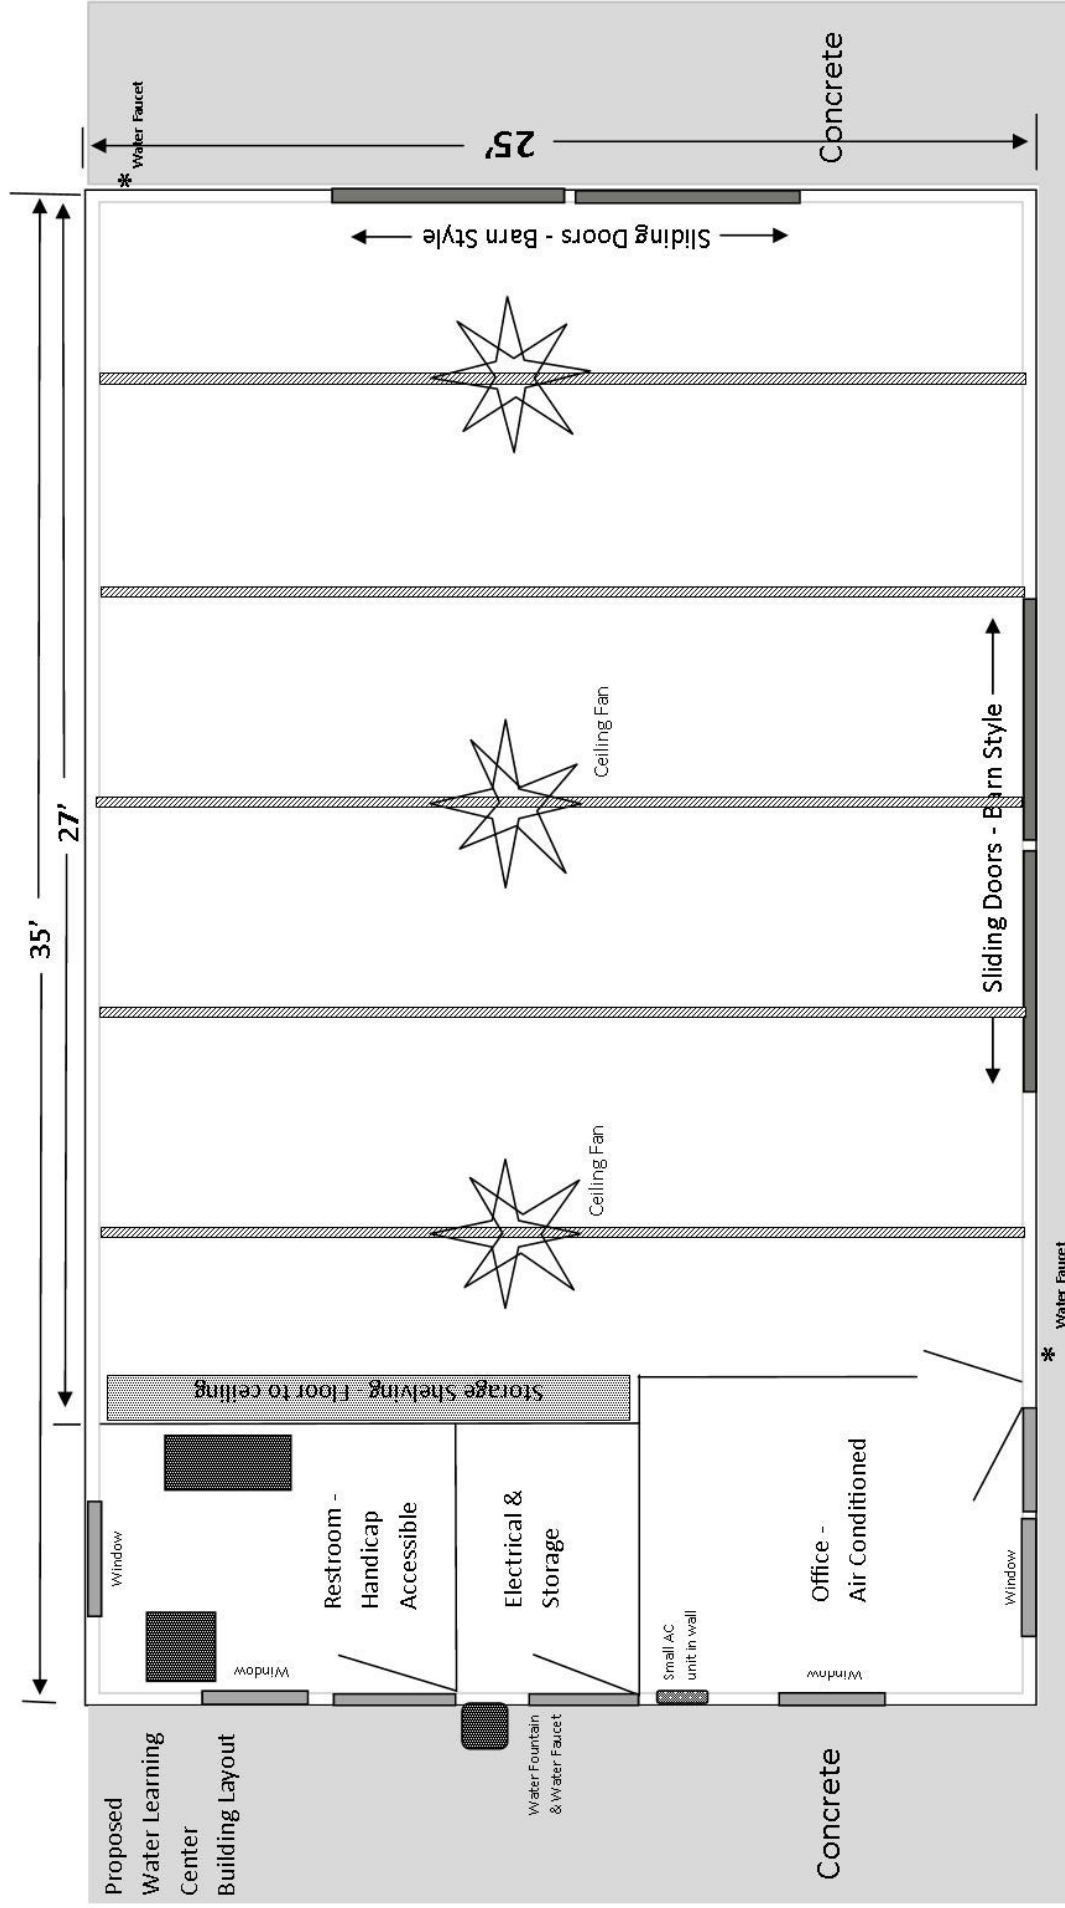 Proposed
Water Learning
Center
Building Layout
35’
27’
25’
* Water Faucet
Concrete
Sliding Doors - Barn Style
Ceiling Fan
Ceiling Fan
Sliding Doors - Barn Style
Storage Shelving - Floor to ceiling
Window
Window
Restroom -
Handicap
Accessible
Electrical &
Storage
Small AC
unit in wall
Office -
Air Conditioned
Window
Window
* Water Faucet
Water Fountain
& Water Faucet
Concrete